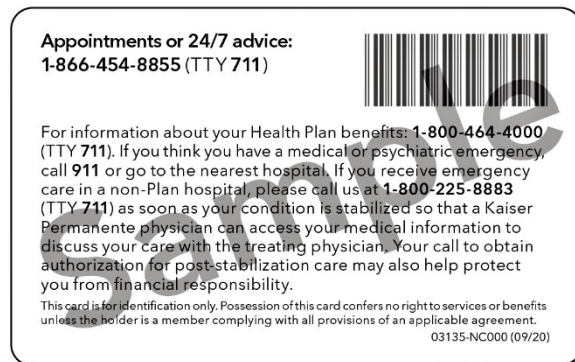 Appointments or 24/7 advice:
1-866-454-8855 (TTY 711)
For information about your Health Plan benefits: 1-800-464-4000
(TTY 711). If you think you have a medical or psychiatric emergency,
call 911 or go to the nearest hospital. If you receive emergency
care in a non-Plan hospital, please call us at 1-800-225-8883
(TTY 711) as soon as your condition is stabilized so that a Kaiser
Permanente physician can access your medical information to
discuss your care with the treating physician. Your call to obtain
authorization for post-stabilization care may also help protect
you from financial responsibility.
This card is for identification only. Possession of this card confers no right to services or benefits
unless the holder is a member complying with all provisions of an applicable agreement.
03135-NC000 (09/20)
Sample